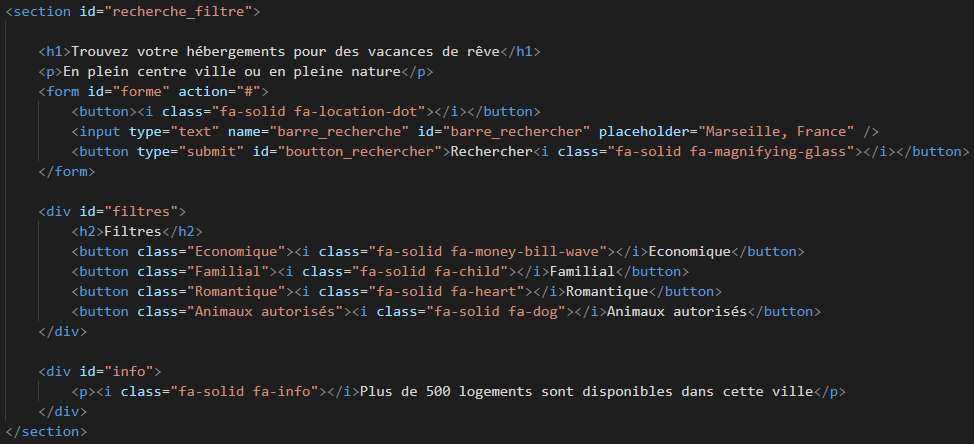 <section id="recherche_filtre">
<h1>Trouvez votre hébergements pour des vacances de rêve</h1>
<p>En plein centre ville ou en pleine nature</p>
<form id="forme" action="#">
<button><i class="fa-solid fa-location-dot"></i></button>
<input type="text" name="barre_recherche" id="barre_rechercher" placeholder="Marseille, France" />
<button type="submit" id="boutton_rechercher">Rechercher<i class="fa-solid fa-magnifying-glass"></i></button>
</form>
<div id="filtres">
<h2>Filtres</h2>
<button class="Economique"><i class="fa-solid fa-money-bill-wave"></i>Economique</button>
<button class="Familial"><i class="fa-solid fa-child"></i>Familial</button>
<button class="Romantique"><i class="fa-solid fa-heart"></i>Romantique</button>
<button class="Animaux autorisés"><i class="fa-solid fa-dog"></i>Animaux autorisés</button>
</div>
<div id="info">
<p><i class="fa-solid fa-info"></i>Plus de 500 logements sont disponibles dans cette ville</p>
</div>
</section>